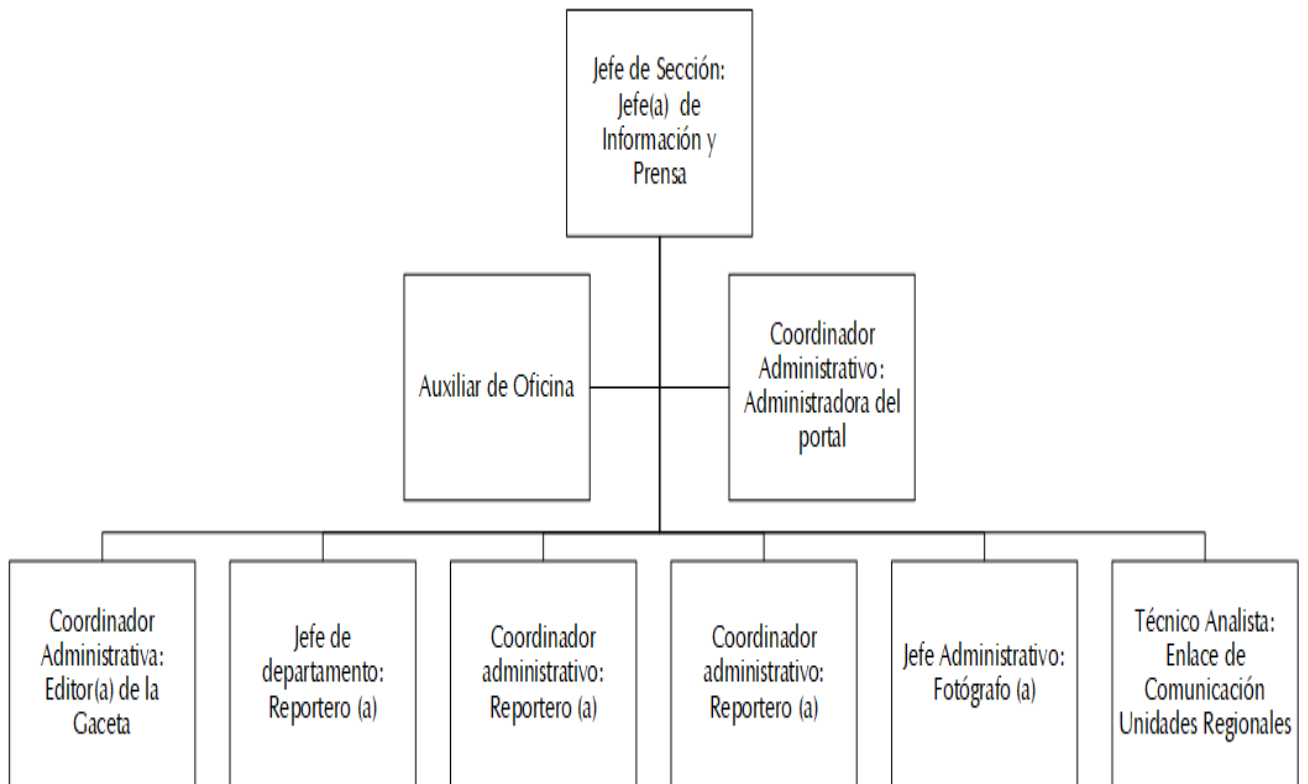 Jefe de Sección:
Jefe(a) de
Información y
Prensa
Auxiliar de Oficina
Coordinador
Administrativo:
Administradora del
portal
Coordinador
Administrativa:
Editor(a) de la
Gaceta
Jefe de
departamento:
Reportero (a)
Coordinador
administrativo:
Reportero (a)
Coordinador
administrativo:
Reportero (a)
Jefe Administrativo:
Fotógrafo (a)
Técnico Analista:
Enlace de
Comunicación
Unidades Regionales